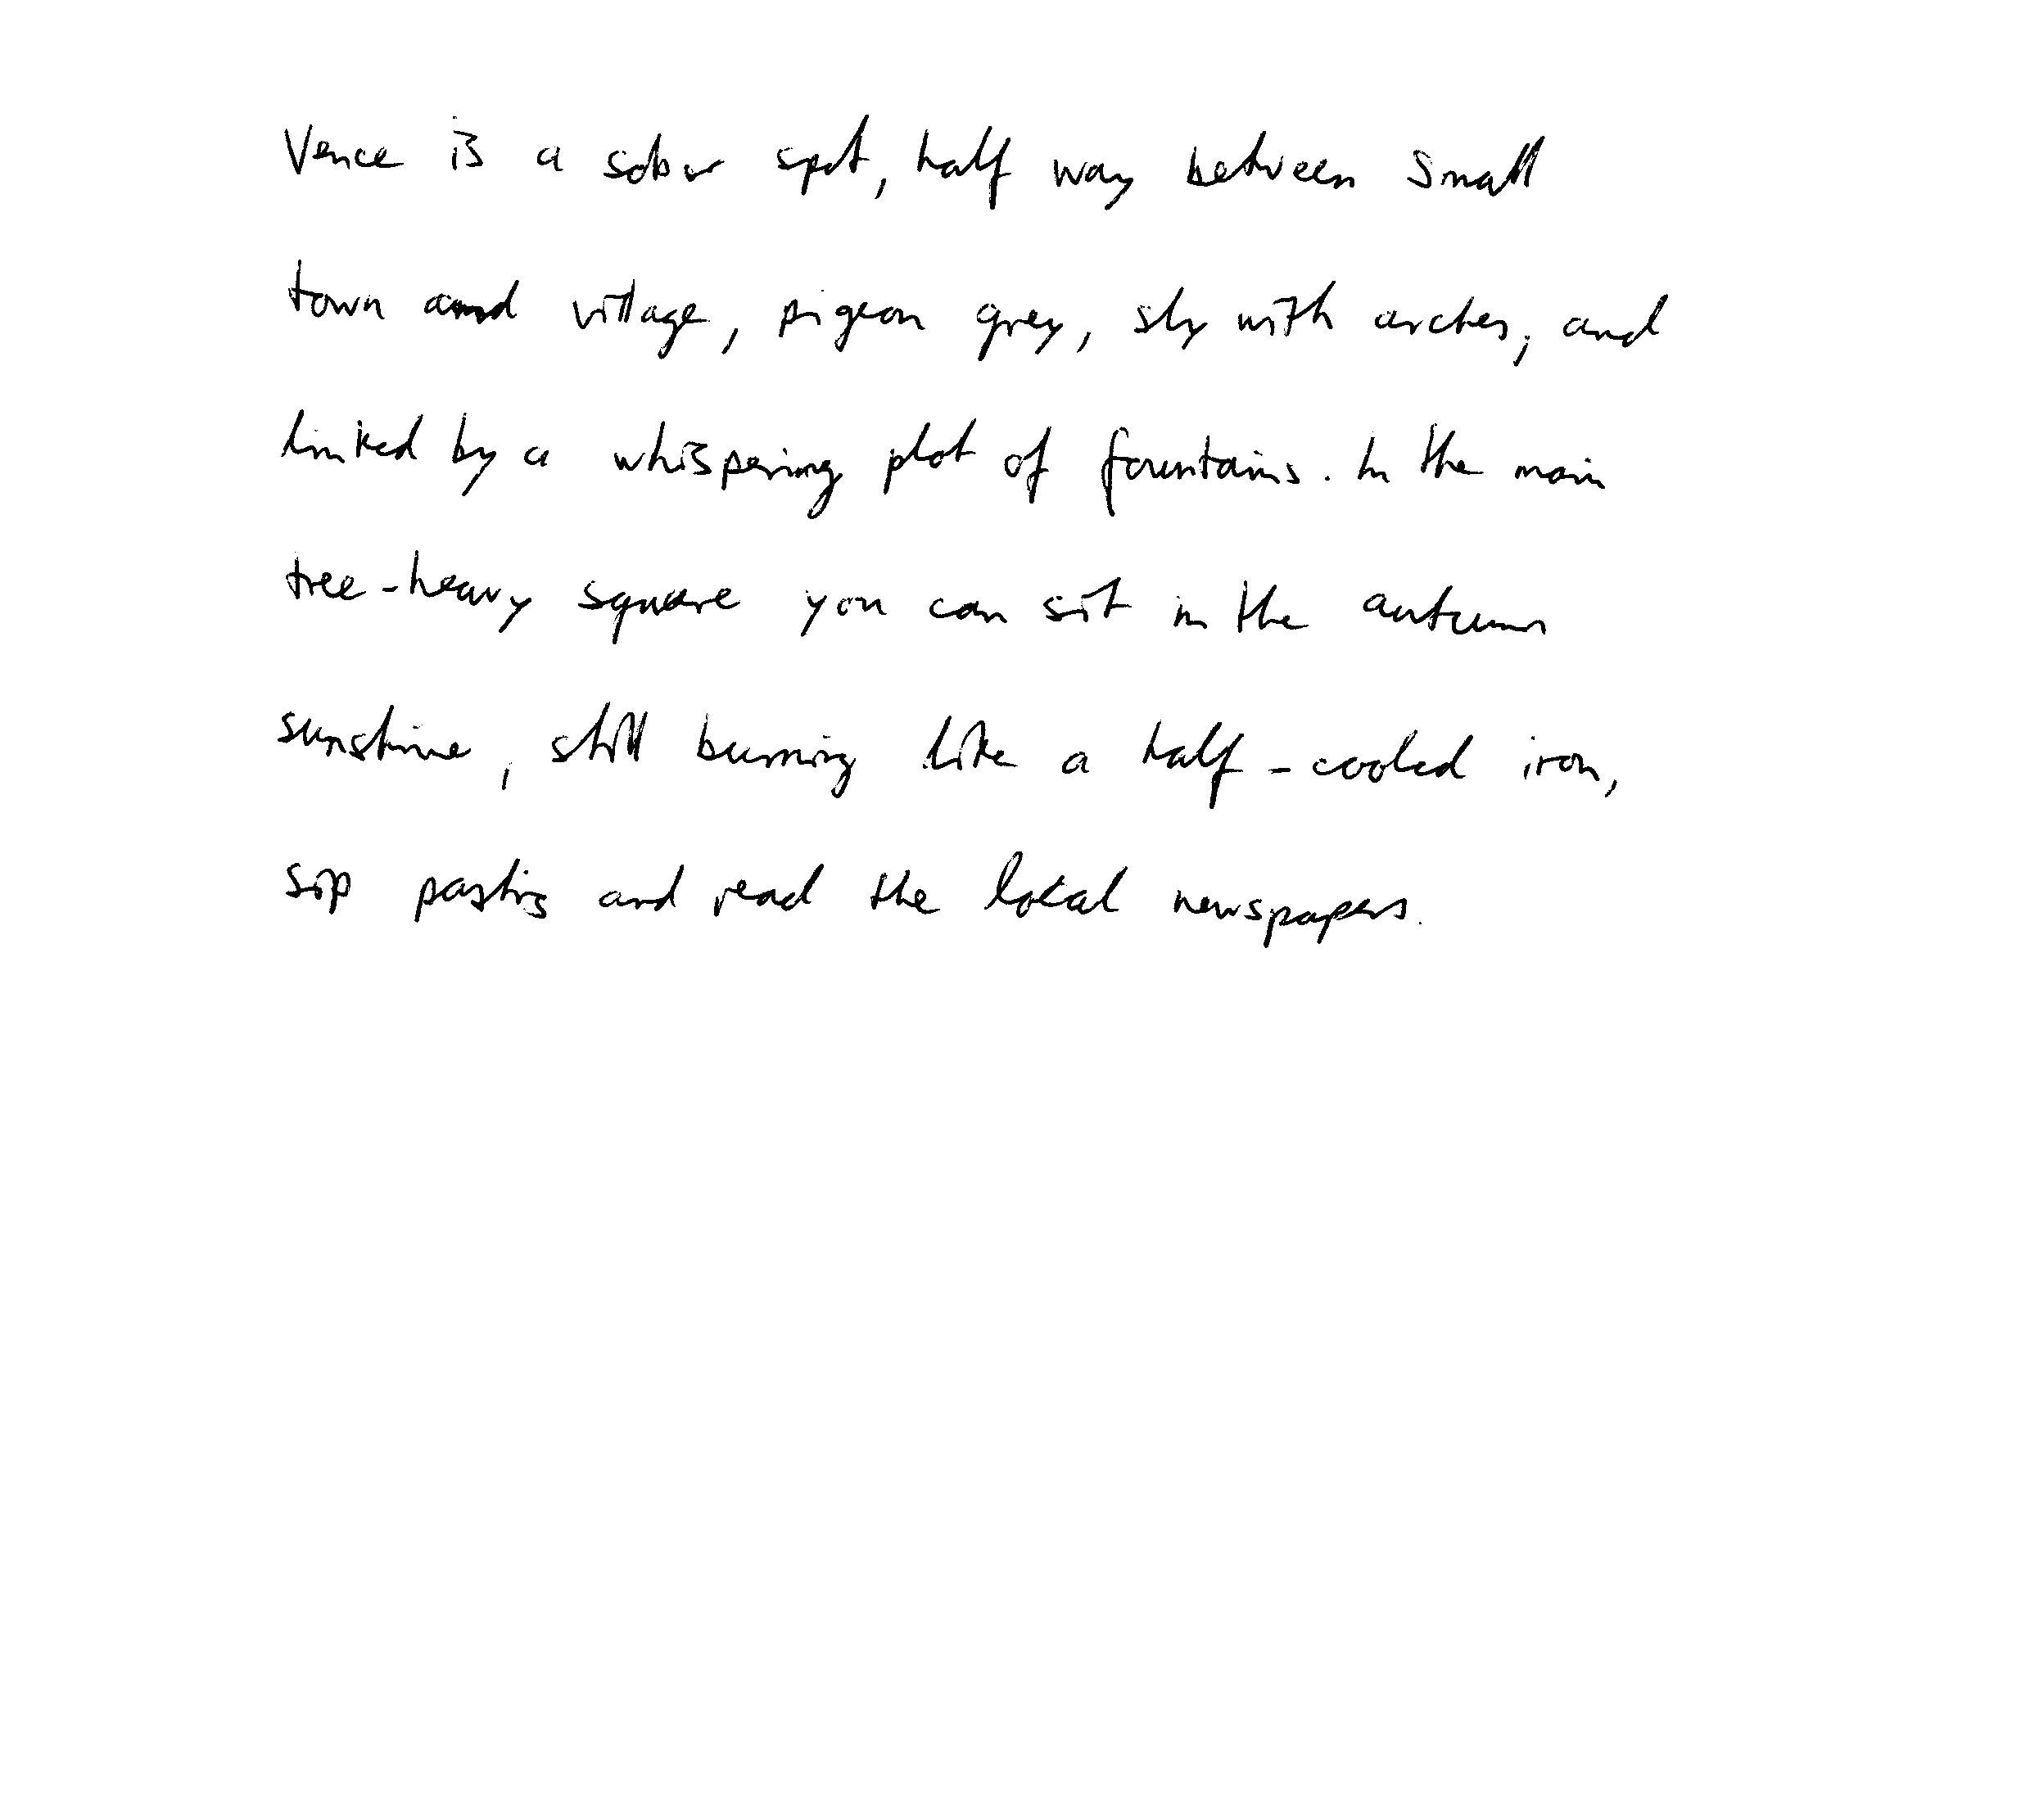 Vence is a sober spot, half way between small
town and village, pigeon grey, sly with arches, and
linked by a whispering plot of fountains. In the main
tree-heavy square you can sit in the autumn
sunshine, still burning like a half-cooled iron,
sip pastis and read the local newspapers.